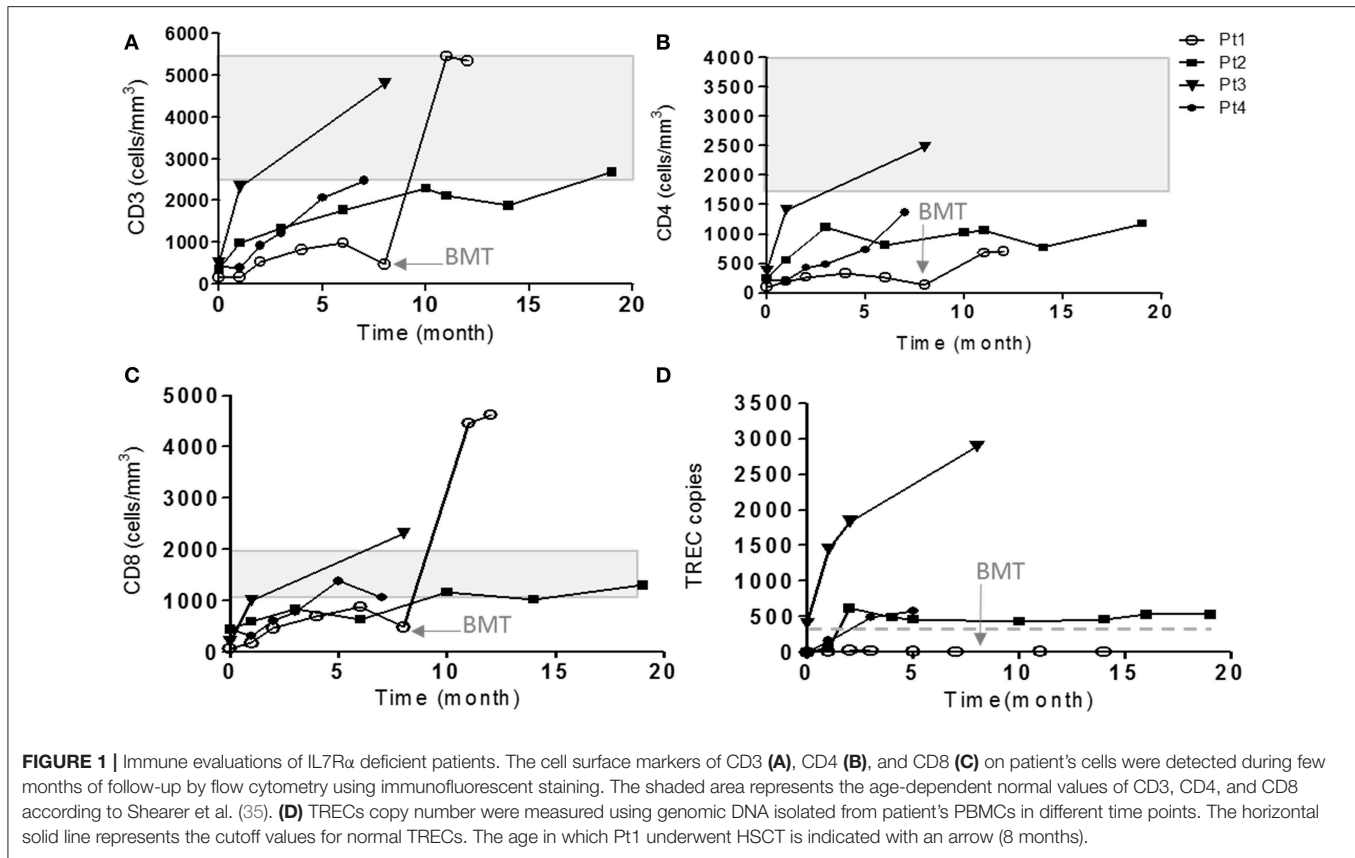 A
CD3 (cells/mm³)
6000
5000
4000
3000
2000
1000
0
BMT
0 5 10 15 20
Time (month)
B
CD4 (cells/mm³)
4000
3500
3000
2500
2000
1500
1000
500
0
BMT
0 5 10 15 20
Time (month)
Pt1
Pt2
Pt3
Pt4
C
CD8 (cells/mm³)
5000
4000
3000
2000
1000
0
BMT
0 5 10 15 20
Time (month)
D
TREC copies
3500
3000
2500
2000
1500
1000
500
0
BMT
0 5 10 15 20
Time(month)
FIGURE 1 | Immune evaluations of IL7Rα deficient patients. The cell surface markers of CD3 (A), CD4 (B), and CD8 (C) on patient's cells were detected during few
months of follow-up by flow cytometry using immunofluorescent staining. The shaded area represents the age-dependent normal values of CD3, CD4, and CD8
according to Shearer et al. (35). (D) TRECs copy number were measured using genomic DNA isolated from patient's PBMCs in different time points. The horizontal
solid line represents the cutoff values for normal TRECs. The age in which Pt1 underwent HSCT is indicated with an arrow (8 months).